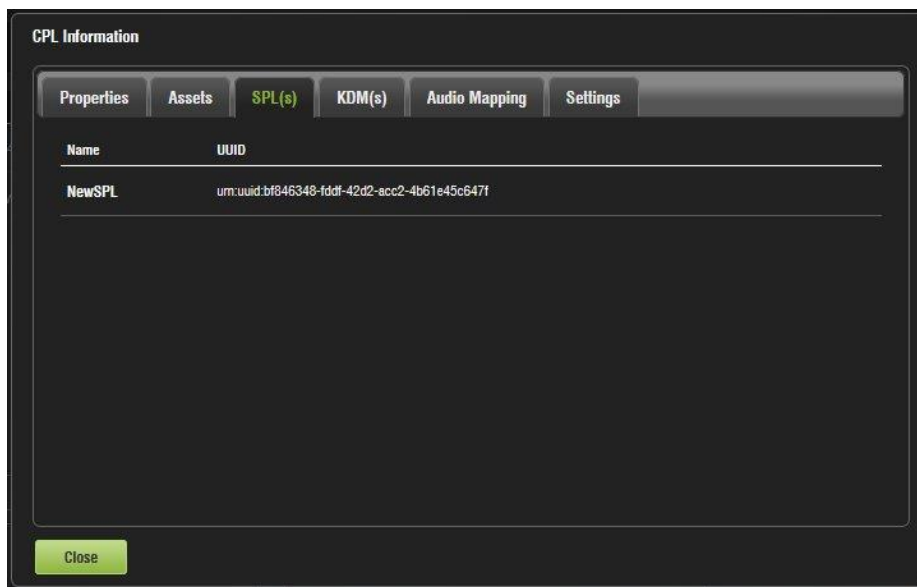 CPL Information
Properties Assets SPL(s) KDM(s) Audio Mapping Settings
Name UUID
NewSPL urn:uuid:bf846348-fddf-42d2-acc2-4b61e45c647f
Close